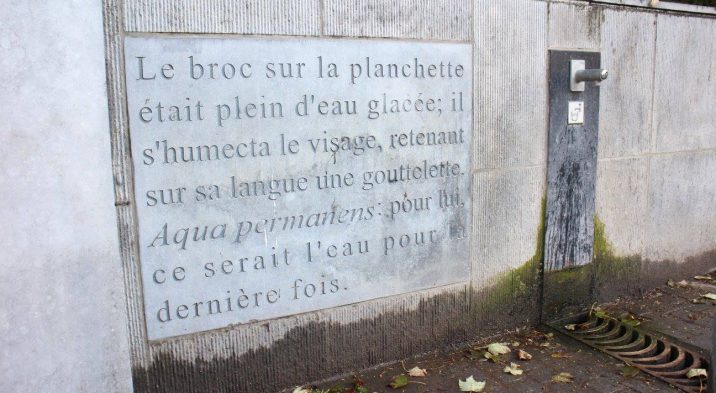 Le broc sur la planchette
était plein d'eau glacée; il
s'humecta le visage, retenant
sur sa langue une gouttelette.
Aqua permanens: pour lui,
ce serait l'eau pour la
dernière fois.